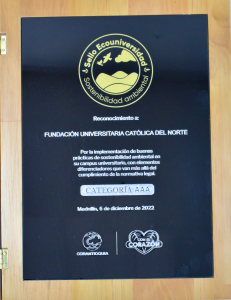 Sello Ecouniversidad
Sostenibilidad ambiental
Reconocimiento a:
FUNDACIÓN UNIVERSITARIA CATÓLICA DEL NORTE
Por la implementación de buenas
prácticas de sostenibilidad ambiental en
su campus universitario, con elementos
diferenciadores que van más allá del
cumplimiento de la normativa legal.
CATEGORÍA AAA
Medellín, 5 de diciembre de 2022
CORANTIOQUIA
CORAZÓN